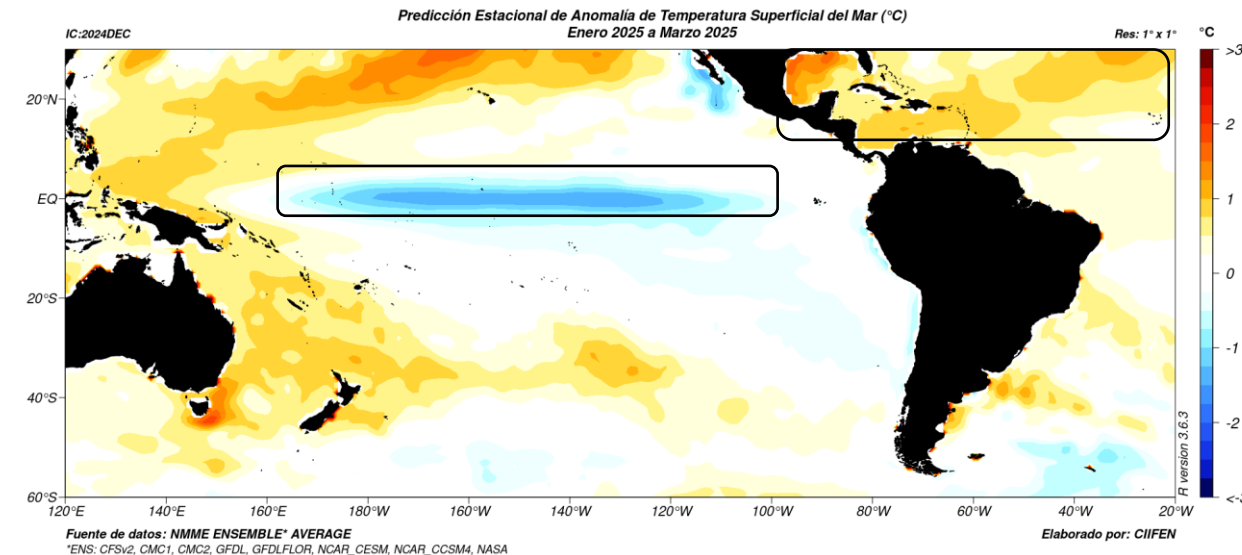 Predicción Estacional de Anomalía de Temperatura Superficial del Mar (°C)
IC:2024DEC
Enero 2025 a Marzo 2025
Res: 1° x 1°
°C
>3
2
1
0
-1
-2
<-3
20°N
EQ
20°S
40°S
60°S
120°E
140°E
160°E
180°W
160°W
140°W
120°W
100°W
80°W
60°W
40°W
20°W
R version 3.6.3
Fuente de datos: NMME ENSEMBLE* AVERAGE
Elaborado por: CIIFEN
*ENS: CFSv2, CMC1, CMC2, GFDL, GFDLFLOR, NCAR_CESM, NCAR_CCSM4, NASA